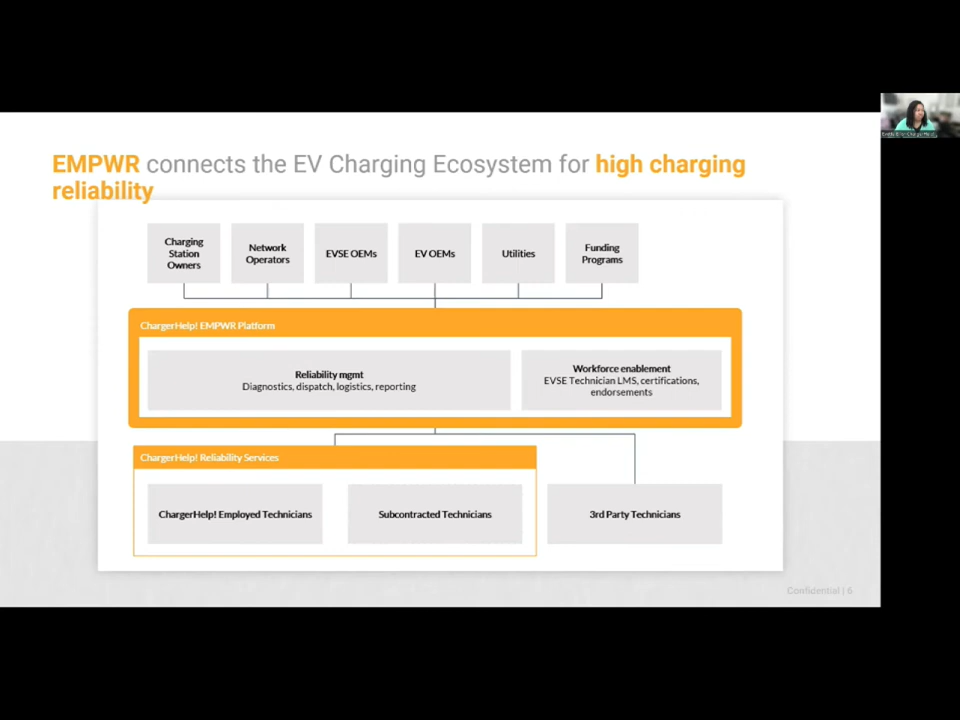 EMPWR connects the EV Charging Ecosystem for high charging
reliability
Charging
Station
Owners
Network
Operators
EVSE OEMs
EV OEMs
Utilities
Funding
Programs
ChargerHelp! EMPWR Platform
Reliability mgmt
Diagnostics, dispatch, logistics, reporting
Workforce enablement
EVSE Technician LMS, certifications,
endorsements
ChargerHelp! Reliability Services
ChargerHelp! Employed Technicians
Subcontracted Technicians
3rd Party Technicians
Confidential | 6